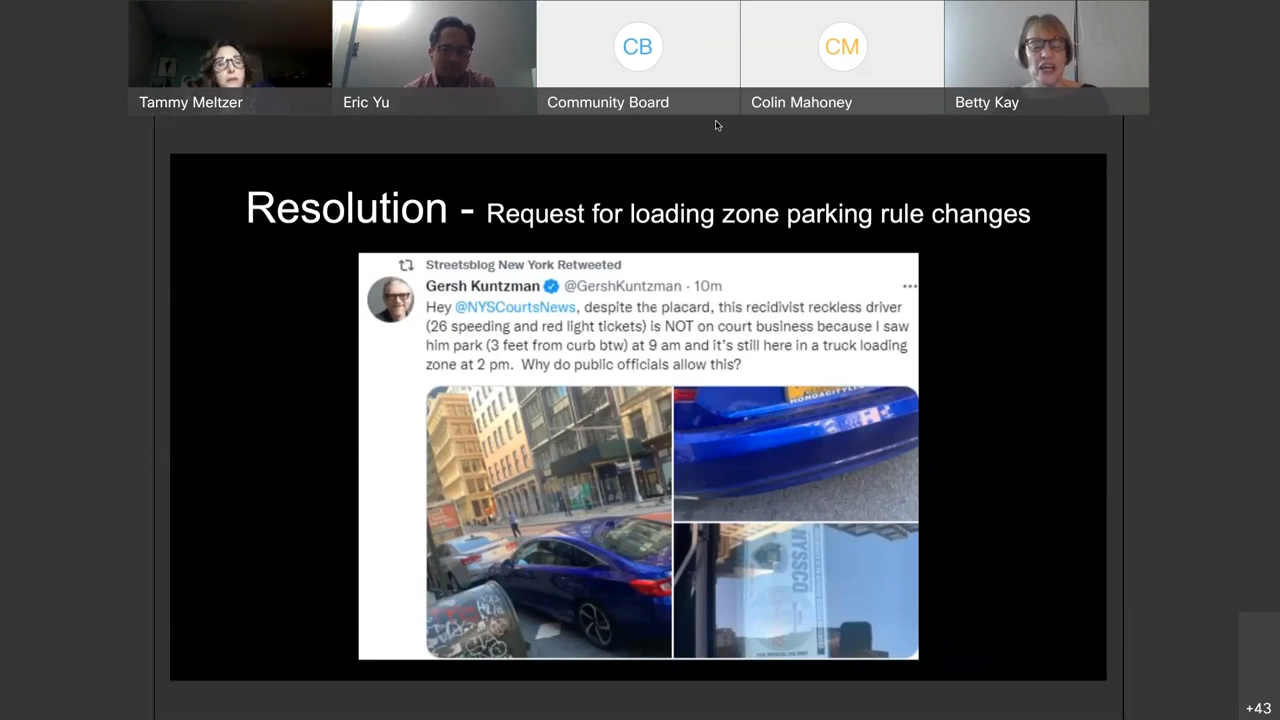 CB
CM
Tammy Meltzer
Eric Yu
Community Board
Colin Mahoney
Betty Kay
Resolution - Request for loading zone parking rule changes
Streetsblog New York Retweeted
Gersh Kuntzman @GershKuntzman · 10m
Hey @NYSCourtsNews, despite the placard, this recidivist reckless driver
(26 speeding and red light tickets) is NOT on court business because I saw
him park (3 feet from curb btw) at 9 am and it's still here in a truck loading
zone at 2 pm. Why do public officials allow this?
NYSSCO
+43